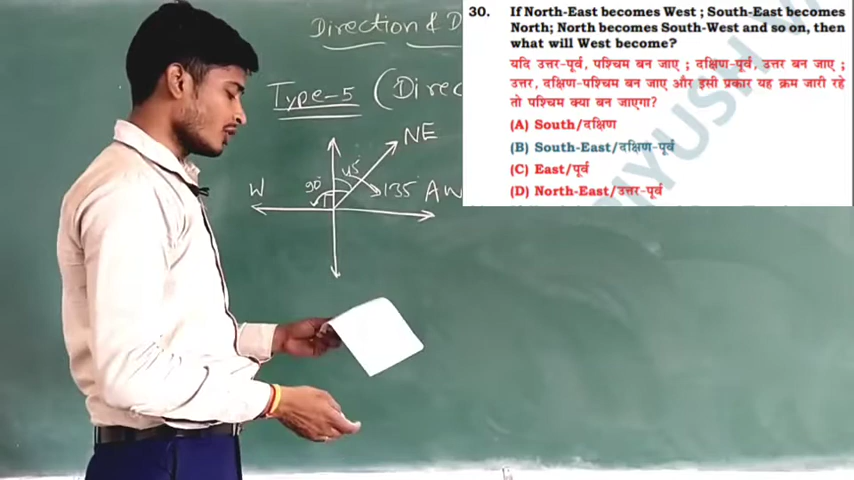 Direction & D
Type-5 (Direc
NE
45°
90°
W
135° AW
30. If North-East becomes West ; South-East becomes
North; North becomes South-West and so on, then
what will West become?
यदि उत्तर-पूर्व, पश्चिम बन जाए ; दक्षिण-पूर्व, उत्तर बन जाए ;
उत्तर, दक्षिण-पश्चिम बन जाए और इसी प्रकार यह क्रम जारी रहे
तो पश्चिम क्या बन जाएगा?
(A) South/दक्षिण
(B) South-East/दक्षिण-पूर्व
(C) East/पूर्व
(D) North-East/उत्तर-पूर्व